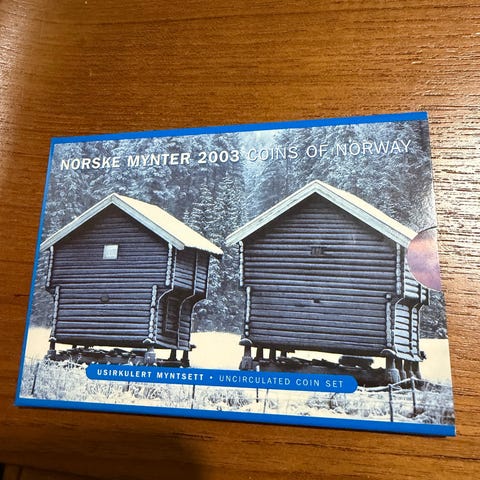 NORSKE MYNTER 2003 COINS OF NORWAY
USIRKULERT MYNTSETT • UNCIRCULATED COIN SET